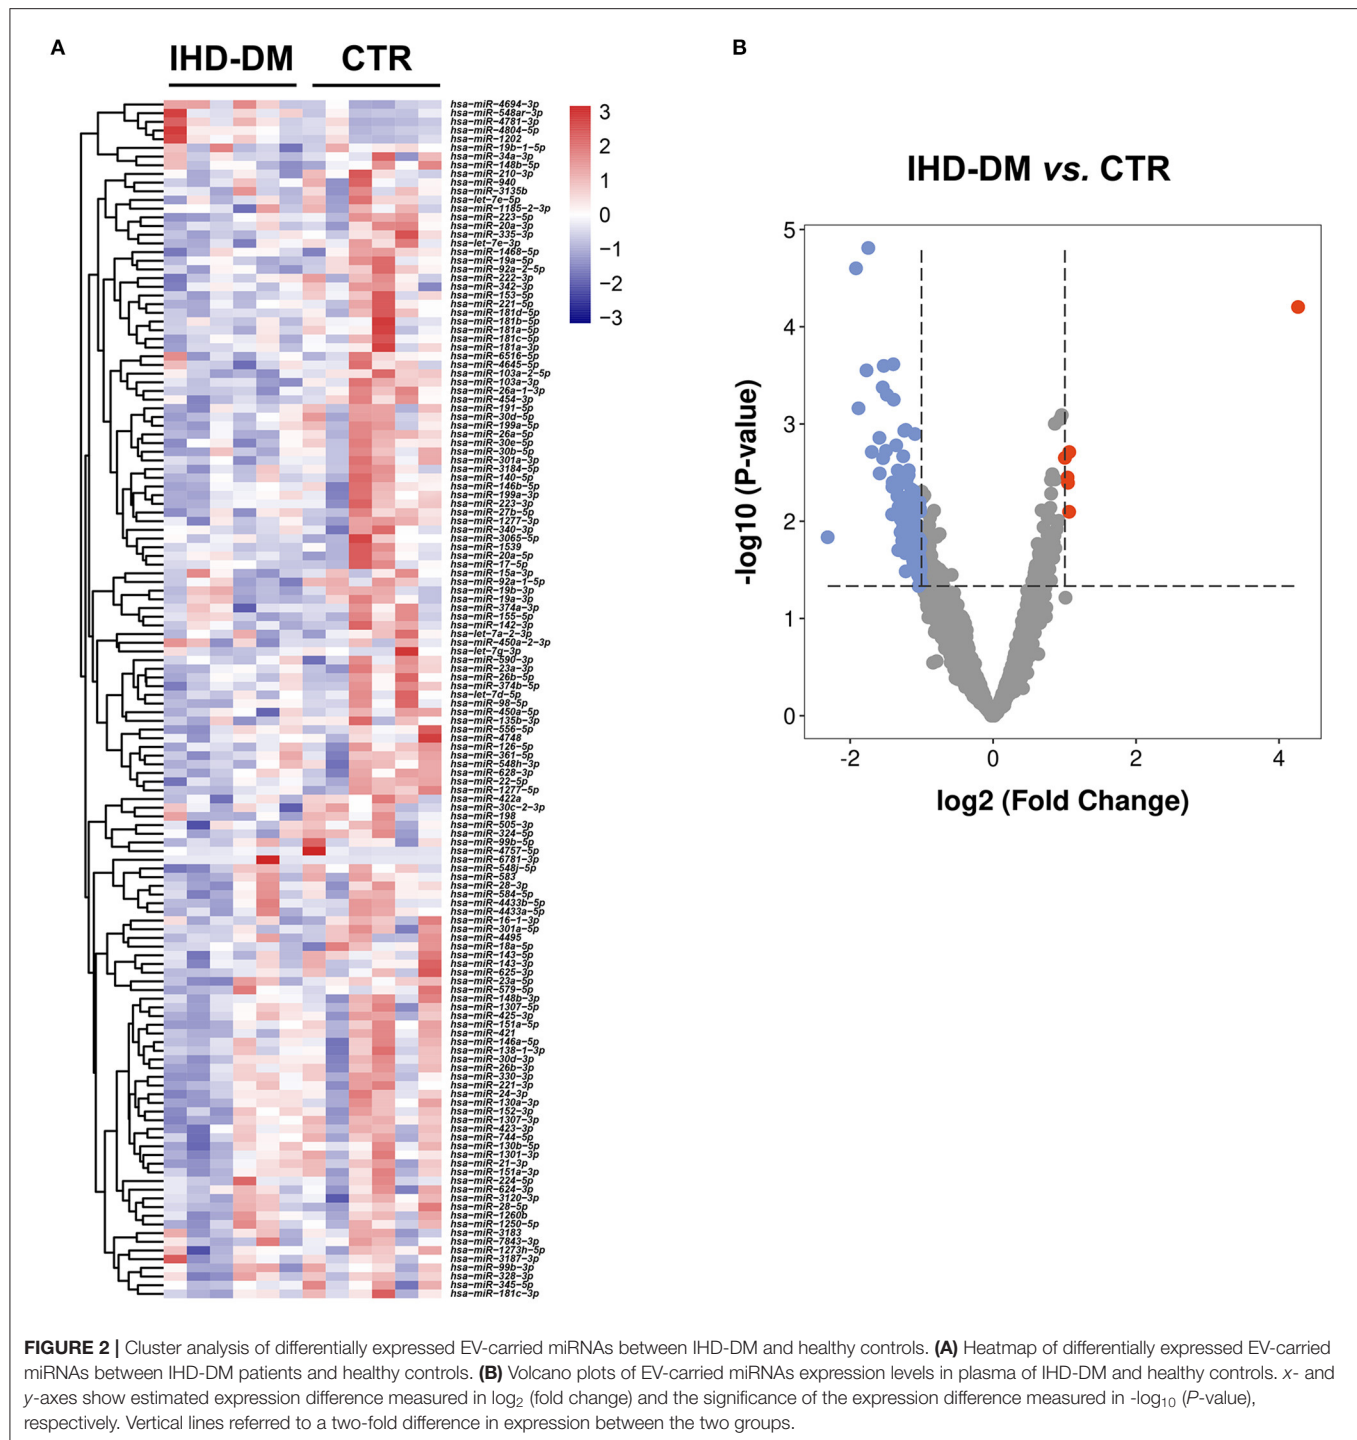 A
IHD-DM
CTR
hsa-miR-4694-3p
hsa-miR-548ar-3p
hsa-miR-4781-3p
hsa-miR-4804-5p
hsa-miR-1202
hsa-miR-19b-1-5p
hsa-miR-34a-3p
hsa-miR-148b-5p
hsa-miR-210-3p
hsa-miR-940
hsa-miR-3135b
hsa-let-7e-5p
hsa-miR-1185-2-3p
hsa-miR-223-5p
hsa-miR-20a-3p
hsa-miR-335-3p
hsa-let-7e-3p
hsa-miR-1468-5p
hsa-miR-19a-5p
hsa-miR-92a-2-5p
hsa-miR-222-3p
hsa-miR-342-3p
hsa-miR-153-5p
hsa-miR-221-5p
hsa-miR-181d-5p
hsa-miR-181b-5p
hsa-miR-181a-5p
hsa-miR-181c-5p
hsa-miR-181a-3p
hsa-miR-6516-5p
hsa-miR-4645-5p
hsa-miR-103a-2-5p
hsa-miR-103a-3p
hsa-miR-26a-1-3p
hsa-miR-454-3p
hsa-miR-191-5p
hsa-miR-30d-5p
hsa-miR-199a-5p
hsa-miR-26a-5p
hsa-miR-30e-5p
hsa-miR-30b-5p
hsa-miR-301a-3p
hsa-miR-3184-5p
hsa-miR-140-5p
hsa-miR-146b-5p
hsa-miR-199a-3p
hsa-miR-223-3p
hsa-miR-27b-5p
hsa-miR-1277-3p
hsa-miR-340-3p
hsa-miR-3065-5p
hsa-miR-1539
hsa-miR-20a-5p
hsa-miR-17-5p
hsa-miR-15a-3p
hsa-miR-92a-1-5p
hsa-miR-19b-3p
hsa-miR-19a-3p
hsa-miR-374a-3p
hsa-miR-155-5p
hsa-miR-142-3p
hsa-let-7a-2-3p
hsa-miR-450a-2-3p
hsa-let-7g-3p
hsa-miR-590-3p
hsa-miR-23a-3p
hsa-miR-26b-5p
hsa-miR-374b-5p
hsa-let-7d-5p
hsa-miR-98-5p
hsa-miR-450a-5p
hsa-miR-135b-3p
hsa-miR-556-5p
hsa-miR-4748
hsa-miR-126-5p
hsa-miR-361-5p
hsa-miR-548h-3p
hsa-miR-628-3p
hsa-miR-22-5p
hsa-miR-1277-5p
hsa-miR-422a
hsa-miR-30c-2-3p
hsa-miR-198
hsa-miR-505-3p
hsa-miR-324-5p
hsa-miR-99b-5p
hsa-miR-4757-5p
hsa-miR-6781-3p
hsa-miR-548j-5p
hsa-miR-583
hsa-miR-28-3p
hsa-miR-584-5p
hsa-miR-4433b-5p
hsa-miR-4433a-5p
hsa-miR-16-1-3p
hsa-miR-301a-5p
hsa-miR-4495
hsa-miR-18a-5p
hsa-miR-143-5p
hsa-miR-143-3p
hsa-miR-625-3p
hsa-miR-23a-5p
hsa-miR-579-5p
hsa-miR-148b-3p
hsa-miR-1307-5p
hsa-miR-425-3p
hsa-miR-151a-5p
hsa-miR-421
hsa-miR-146a-5p
hsa-miR-138-1-3p
hsa-miR-30d-3p
hsa-miR-26b-3p
hsa-miR-330-3p
hsa-miR-221-3p
hsa-miR-24-3p
hsa-miR-130a-3p
hsa-miR-152-3p
hsa-miR-1307-3p
hsa-miR-423-3p
hsa-miR-744-5p
hsa-miR-130b-5p
hsa-miR-1301-3p
hsa-miR-21-3p
hsa-miR-151a-3p
hsa-miR-224-5p
hsa-miR-624-3p
hsa-miR-3120-3p
hsa-miR-28-5p
hsa-miR-1260b
hsa-miR-1250-5p
hsa-miR-3183
hsa-miR-7843-3p
hsa-miR-1273h-5p
hsa-miR-3187-3p
hsa-miR-99b-3p
hsa-miR-328-3p
hsa-miR-345-5p
hsa-miR-181c-3p
3
2
1
0
−1
−2
−3
B
IHD-DM vs. CTR
5
4
3
2
1
0
-log10 (P-value)
-2
0
2
4
log2 (Fold Change)
FIGURE 2 | Cluster analysis of differentially expressed EV-carried miRNAs between IHD-DM and healthy controls. (A) Heatmap of differentially expressed EV-carried
miRNAs between IHD-DM patients and healthy controls. (B) Volcano plots of EV-carried miRNAs expression levels in plasma of IHD-DM and healthy controls. x- and
y-axes show estimated expression difference measured in log2 (fold change) and the significance of the expression difference measured in -log10 (P-value),
respectively. Vertical lines referred to a two-fold difference in expression between the two groups.